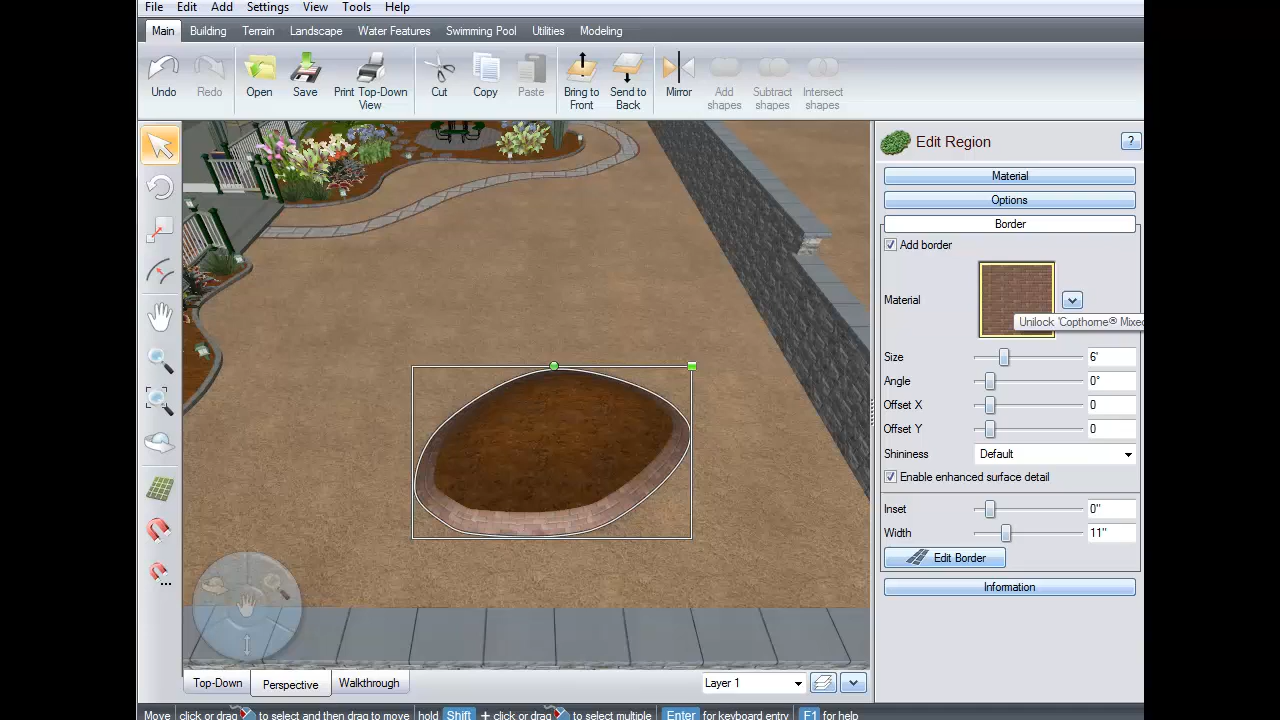 File Edit Add Settings View Tools Help
Main Building Terrain Landscape Water Features Swimming Pool Utilities Modeling
Undo Redo Open Save Print Top-Down View Cut Copy Paste Bring to Front Send to Back Mirror Add shapes Subtract shapes Intersect shapes
Edit Region ?
Material
Options
Border
Add border
Material
Unilock 'Copthorne® Mixed
Size 6'
Angle 0°
Offset X 0
Offset Y 0
Shininess Default
Enable enhanced surface detail
Inset 0"
Width 11"
Edit Border
Information
Top-Down Perspective Walkthrough Layer 1
Move click or drag to select and then drag to move hold Shift + click or drag to select multiple Enter for keyboard entry F1 for help